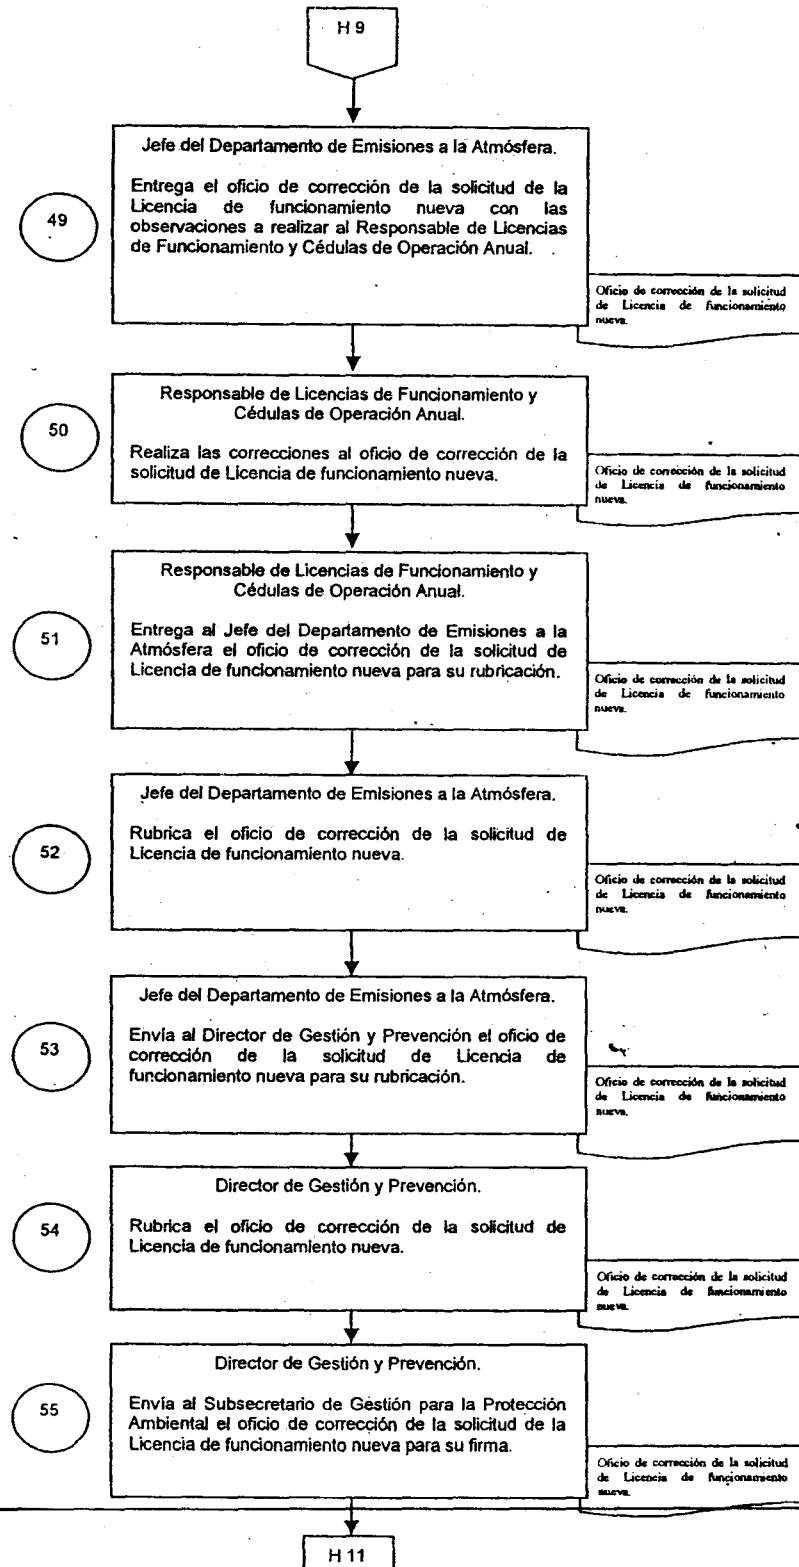 H 9
Jefe del Departamento de Emisiones a la Atmósfera.
49
Entrega el oficio de corrección de la solicitud de la
Licencia de funcionamiento nueva con las
observaciones a realizar al Responsable de Licencias
de Funcionamiento y Cédulas de Operación Anual.
Oficio de corrección de la solicitud
de Licencia de funcionamiento
nueva.
Responsable de Licencias de Funcionamiento y
Cédulas de Operación Anual.
50
Realiza las correcciones al oficio de corrección de la
solicitud de Licencia de funcionamiento nueva.
Oficio de corrección de la solicitud
de Licencia de funcionamiento
nueva.
Responsable de Licencias de Funcionamiento y
Cédulas de Operación Anual.
51
Entrega al Jefe del Departamento de Emisiones a la
Atmósfera el oficio de corrección de la solicitud de
Licencia de funcionamiento nueva para su rubricación.
Oficio de corrección de la solicitud
de Licencia de funcionamiento
nueva.
Jefe del Departamento de Emisiones a la Atmósfera.
52
Rubrica el oficio de corrección de la solicitud de
Licencia de funcionamiento nueva.
Oficio de corrección de la solicitud
de Licencia de funcionamiento
nueva.
Jefe del Departamento de Emisiones a la Atmósfera.
53
Envía al Director de Gestión y Prevención el oficio de
corrección de la solicitud de Licencia de
funcionamiento nueva para su rubricación.
Oficio de corrección de la solicitud
de Licencia de funcionamiento
nueva.
Director de Gestión y Prevención.
54
Rubrica el oficio de corrección de la solicitud de
Licencia de funcionamiento nueva.
Oficio de corrección de la solicitud
de Licencia de funcionamiento
nueva.
Director de Gestión y Prevención.
55
Envía al Subsecretario de Gestión para la Protección
Ambiental el oficio de corrección de la solicitud de la
Licencia de funcionamiento nueva para su firma.
Oficio de corrección de la solicitud
de Licencia de funcionamiento
nueva.
H 11